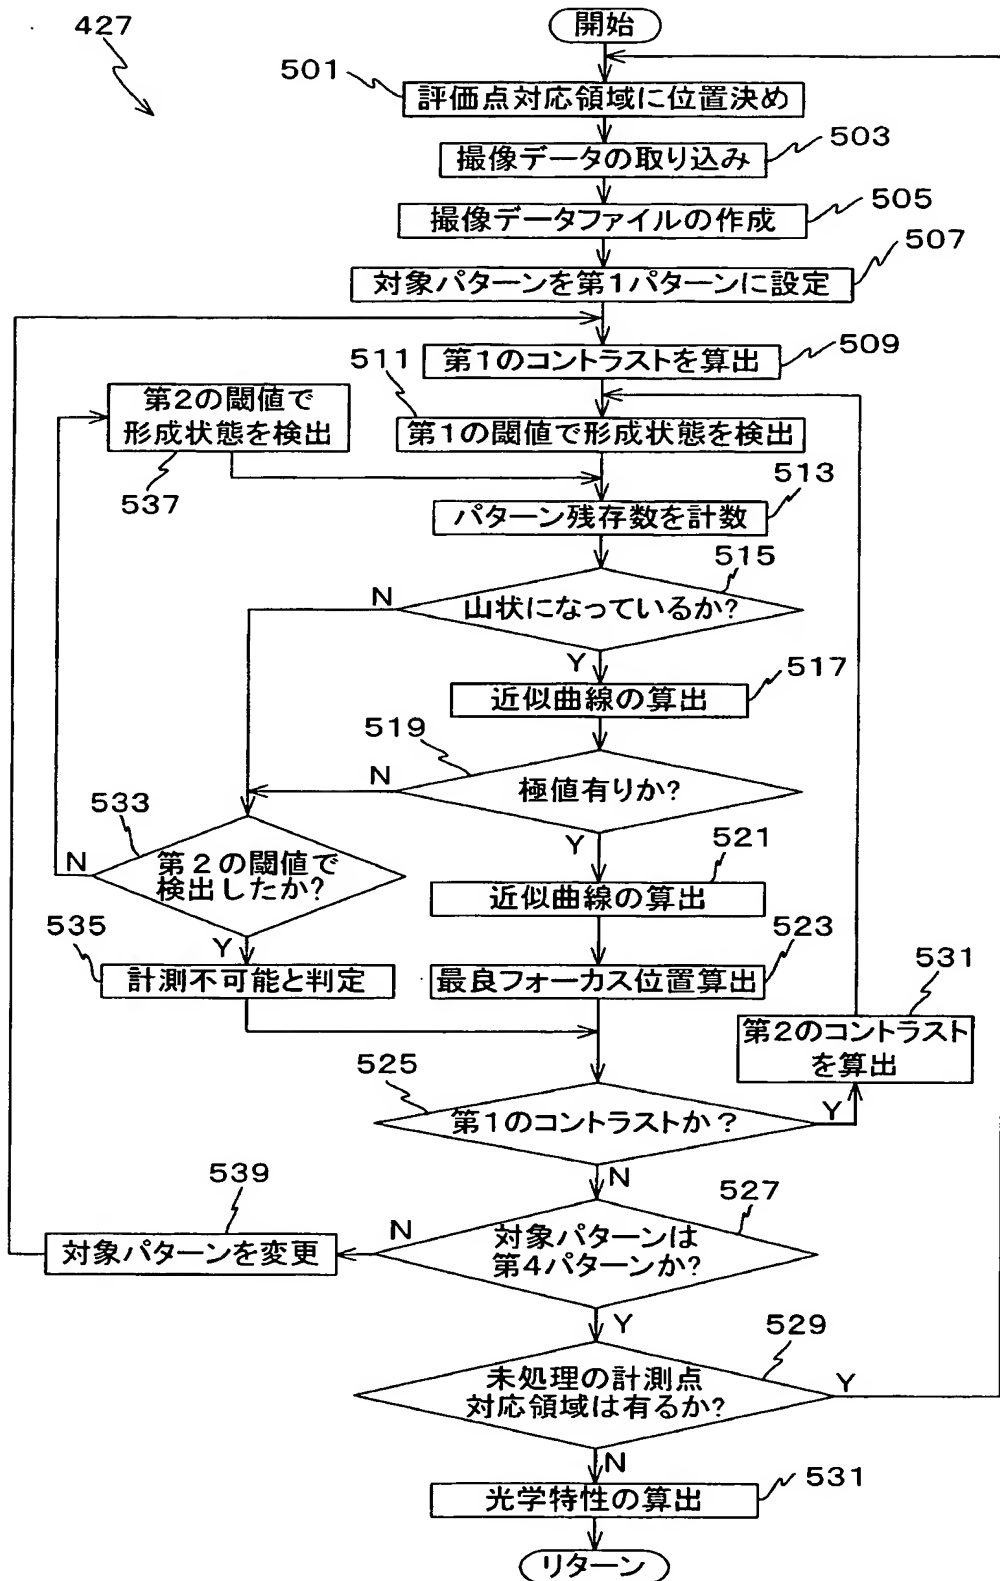 427
開始
501
評価点対応領域に位置決め
503
撮像データの取り込み
505
撮像データファイルの作成
507
対象パターンを第1パターンに設定
509
第1のコントラストを算出
511
第1の閾値で形成状態を検出
第2の閾値で
形成状態を検出
537
513
パターン残存数を計数
515
山状になっているか?
N
Y
517
近似曲線の算出
519
極値有りか?
N
Y
533
第2の閾値で
検出したか?
N
Y
521
近似曲線の算出
535
計測不可能と判定
523
最良フォーカス位置算出
531
第2のコントラスト
を算出
525
第1のコントラストか?
Y
N
539
対象パターンを変更
527
対象パターンは
第4パターンか?
N
Y
529
未処理の計測点
対応領域は有るか?
Y
N
531
光学特性の算出
リターン